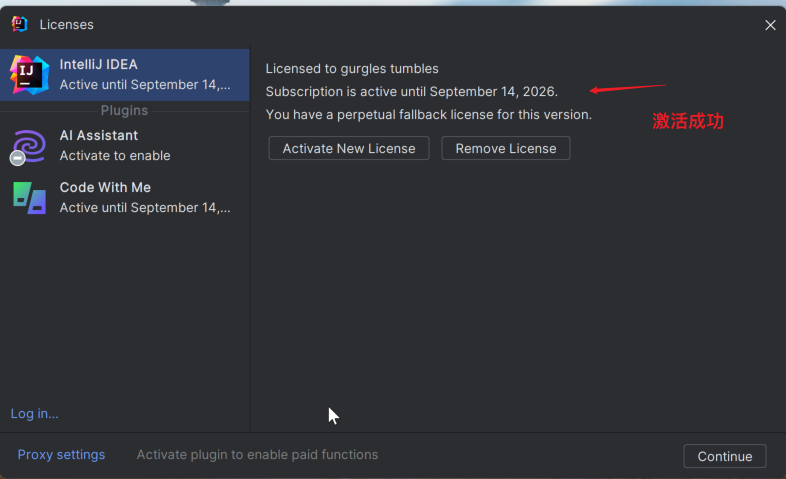 Licenses
IntelliJ IDEA
Active until September 14,...
Plugins
AI Assistant
Activate to enable
Code With Me
Active until September 14,...
Licensed to gurgles tumbles
Subscription is active until September 14, 2026.
You have a perpetual fallback license for this version.
Activate New License
Remove License
激活成功
Log in...
Proxy settings
Activate plugin to enable paid functions
Continue